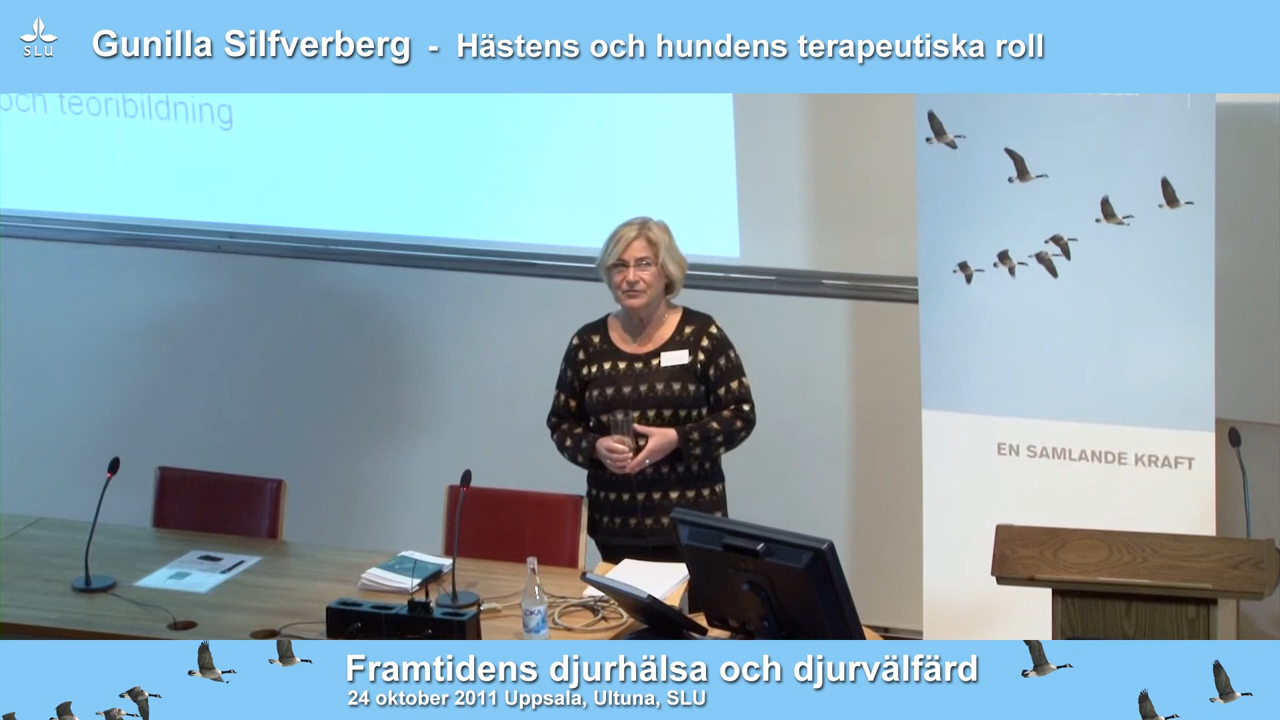 SLU
Gunilla Silfverberg - Hästens och hundens terapeutiska roll
och teoribildning
EN SAMLANDE KRAFT
LOKA
Framtidens djurhälsa och djurvälfärd
24 oktober 2011 Uppsala, Ultuna, SLU